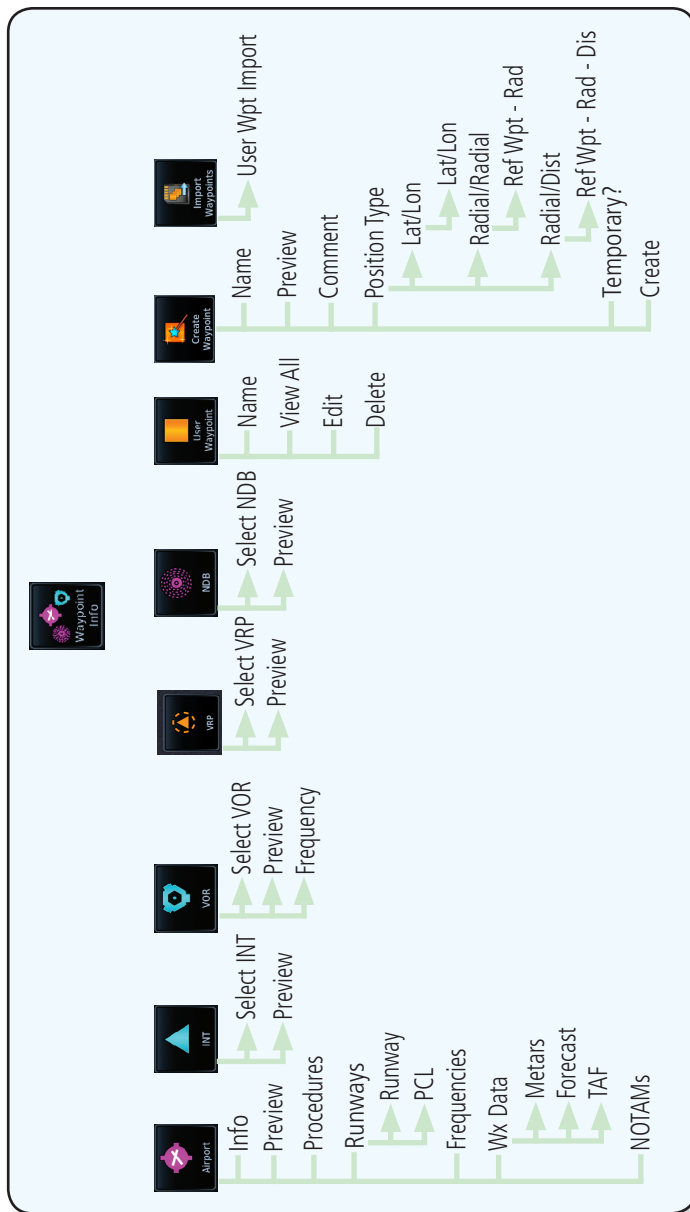 Waypoint
Info
Airport
Info
Preview
Procedures
Runways
Runway
PCL
Frequencies
Wx Data
Metars
Forecast
TAF
NOTAMs
INT
Select INT
Preview
VOR
Select VOR
Preview
Frequency
VRP
Select VRP
Preview
NDB
Select NDB
Preview
User
Waypoint
Name
View All
Edit
Delete
Create
Waypoint
Name
Preview
Comment
Position Type
Lat/Lon
Lat/Lon
Radial/Radial
Ref Wpt - Rad
Radial/Dist
Ref Wpt - Rad - Dis
Temporary?
Create
Import
Waypoints
User Wpt Import